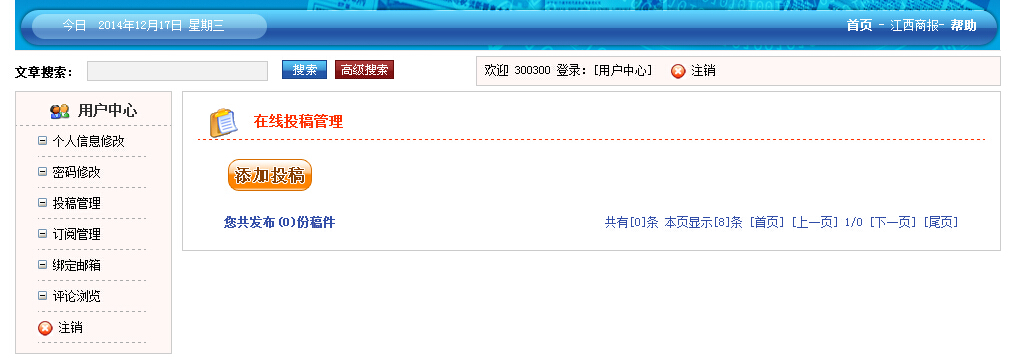 今日 2014年12月17日 星期三
首页 - 江西商报- 帮助
文章搜索: 搜索 高级搜索
欢迎 300300 登录: [用户中心] 注销
用户中心
个人信息修改
密码修改
投稿管理
订阅管理
绑定邮箱
评论浏览
注销
在线投稿管理
添加投稿
您共发布(0)份稿件
共有[0]条 本页显示[8]条 [首页] [上一页] 1/0 [下一页] [尾页]